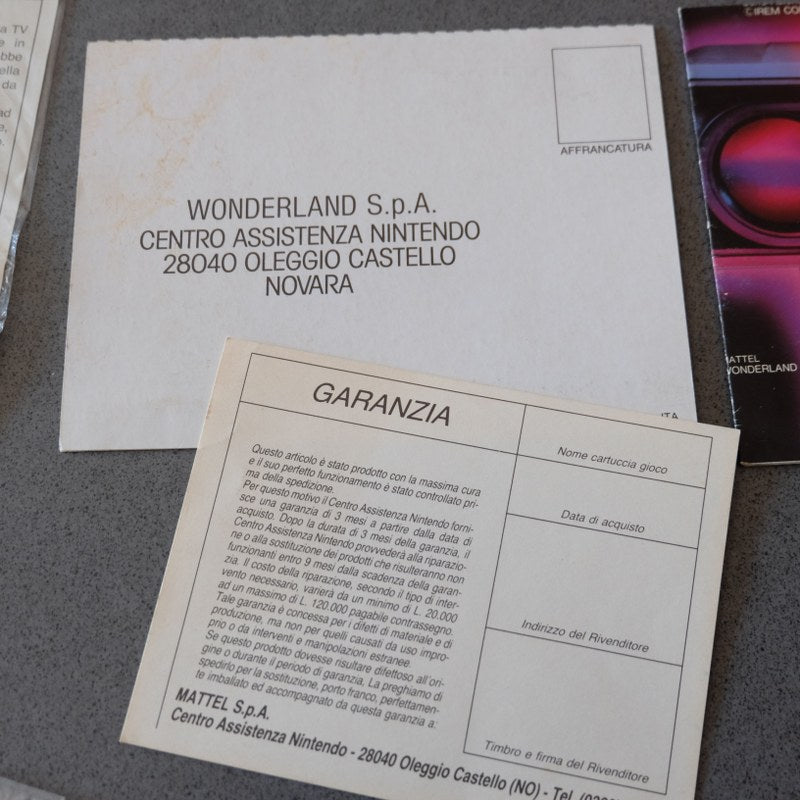 a TV
e in
bbe
ella
da
AFFRANCATURA
WONDERLAND S.p.A.
CENTRO ASSISTENZA NINTENDO
28040 OLEGGIO CASTELLO
NOVARA
ITA
IREM
MATTEL
WONDERLAND
GARANZIA
Questo articolo è stato prodotto con la massima cura
e il suo perfetto funzionamento è stato controllato pri-
ma della spedizione.
Per questo motivo il Centro Assistenza Nintendo forni-
sce una garanzia di 3 mesi a partire dalla data di
acquisto. Dopo la durata di 3 mesi della garanzia, il
Centro Assistenza Nintendo provvederà alla riparazio-
ne o alla sostituzione dei prodotti che risulteranno non
funzionanti entro 9 mesi dalla scadenza della garan-
zia. Il costo della riparazione, secondo il tipo di inter-
vento necessario, varierà da un minimo di L. 20.000
ad un massimo di L. 120.000 pagabile contrassegno.
Tale garanzia è concessa per i difetti di materiale e di
produzione, ma non per quelli causati da uso impro-
prio o da interventi e manipolazioni estranee.
Se questo prodotto dovesse risultare difettoso all'ori-
gine o durante il periodo di garanzia, La preghiamo di
spedirlo per la sostituzione, porto franco, perfettamen-
te imballato ed accompagnato da questa garanzia a:
MATTEL S.p.A.
Centro Assistenza Nintendo - 28040 Oleggio Castello (NO) - Tel.
Nome cartuccia gioco
Data di acquisto
Indirizzo del Rivenditore
Timbro e firma del Rivenditore